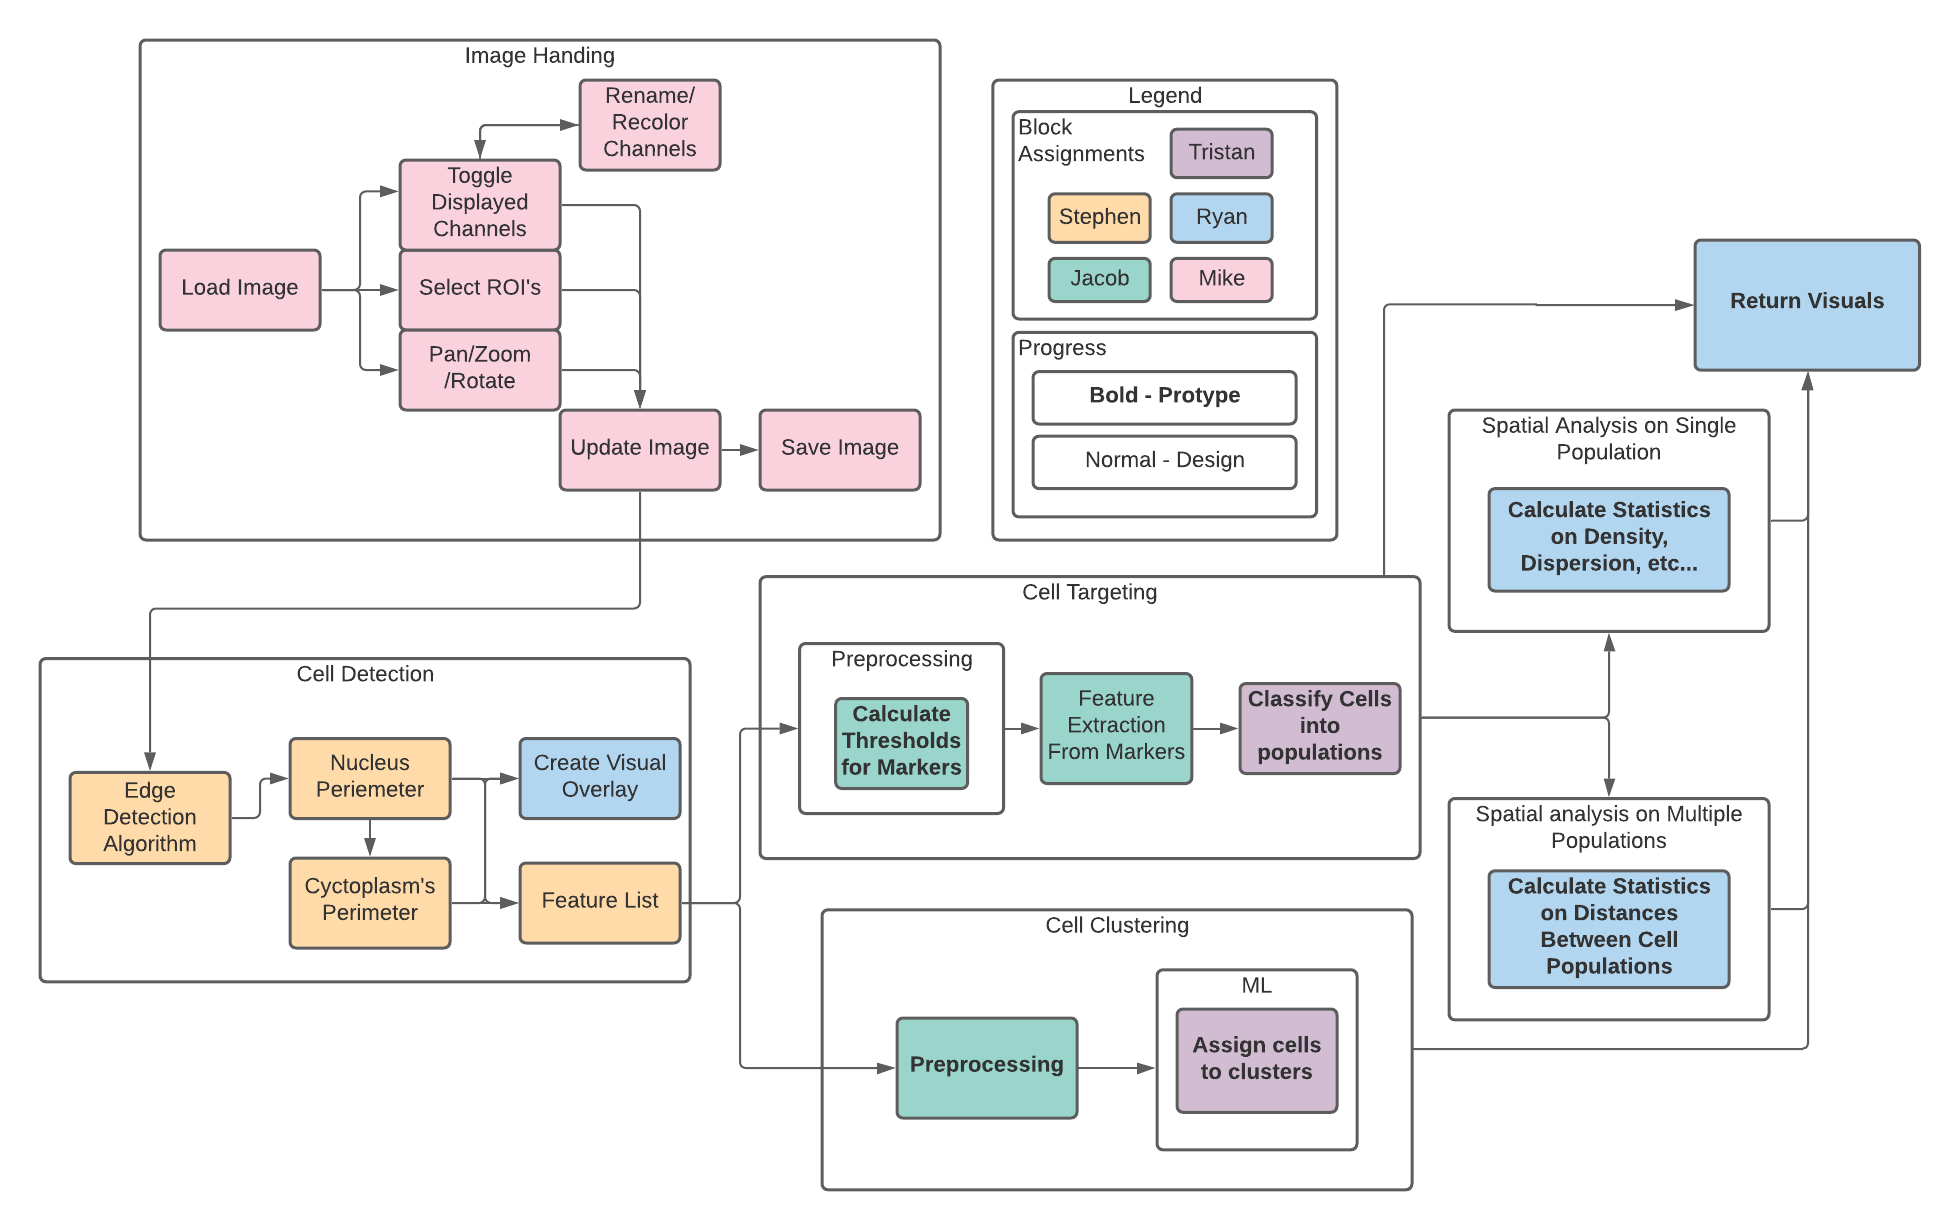 Image Handing
Rename/
Recolor
Channels
Toggle
Displayed
Channels
Load Image
Select ROI's
Pan/Zoom
/Rotate
Update Image
Save Image
Legend
Block
Assignments
Tristan
Stephen
Ryan
Jacob
Mike
Progress
Bold - Protype
Normal - Design
Return Visuals
Spatial Analysis on Single
Population
Calculate Statistics
on Density,
Dispersion, etc...
Cell Targeting
Preprocessing
Calculate
Thresholds
for Markers
Feature
Extraction
From Markers
Classify Cells
into
populations
Spatial analysis on Multiple
Populations
Calculate Statistics
on Distances
Between Cell
Populations
Cell Detection
Edge
Detection
Algorithm
Nucleus
Periemeter
Create Visual
Overlay
Cyctoplasm's
Perimeter
Feature List
Cell Clustering
Preprocessing
ML
Assign cells
to clusters